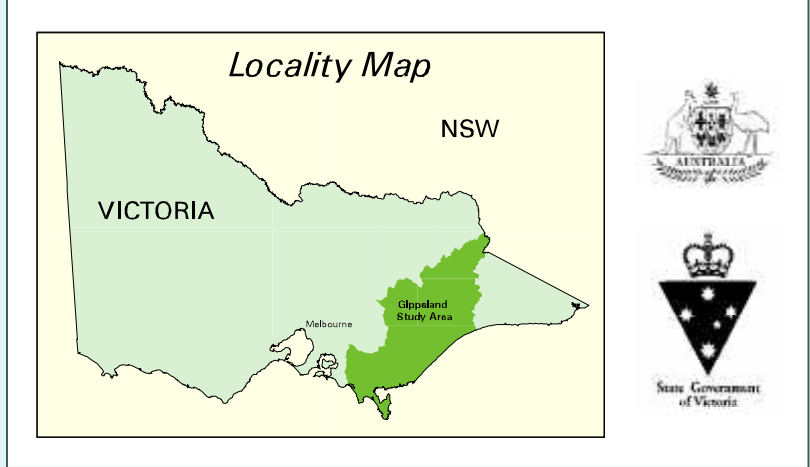 Locality Map
NSW
VICTORIA
Gippsland
Study Area
Melbourne
AUSTRALIA
State Government
of Victoria